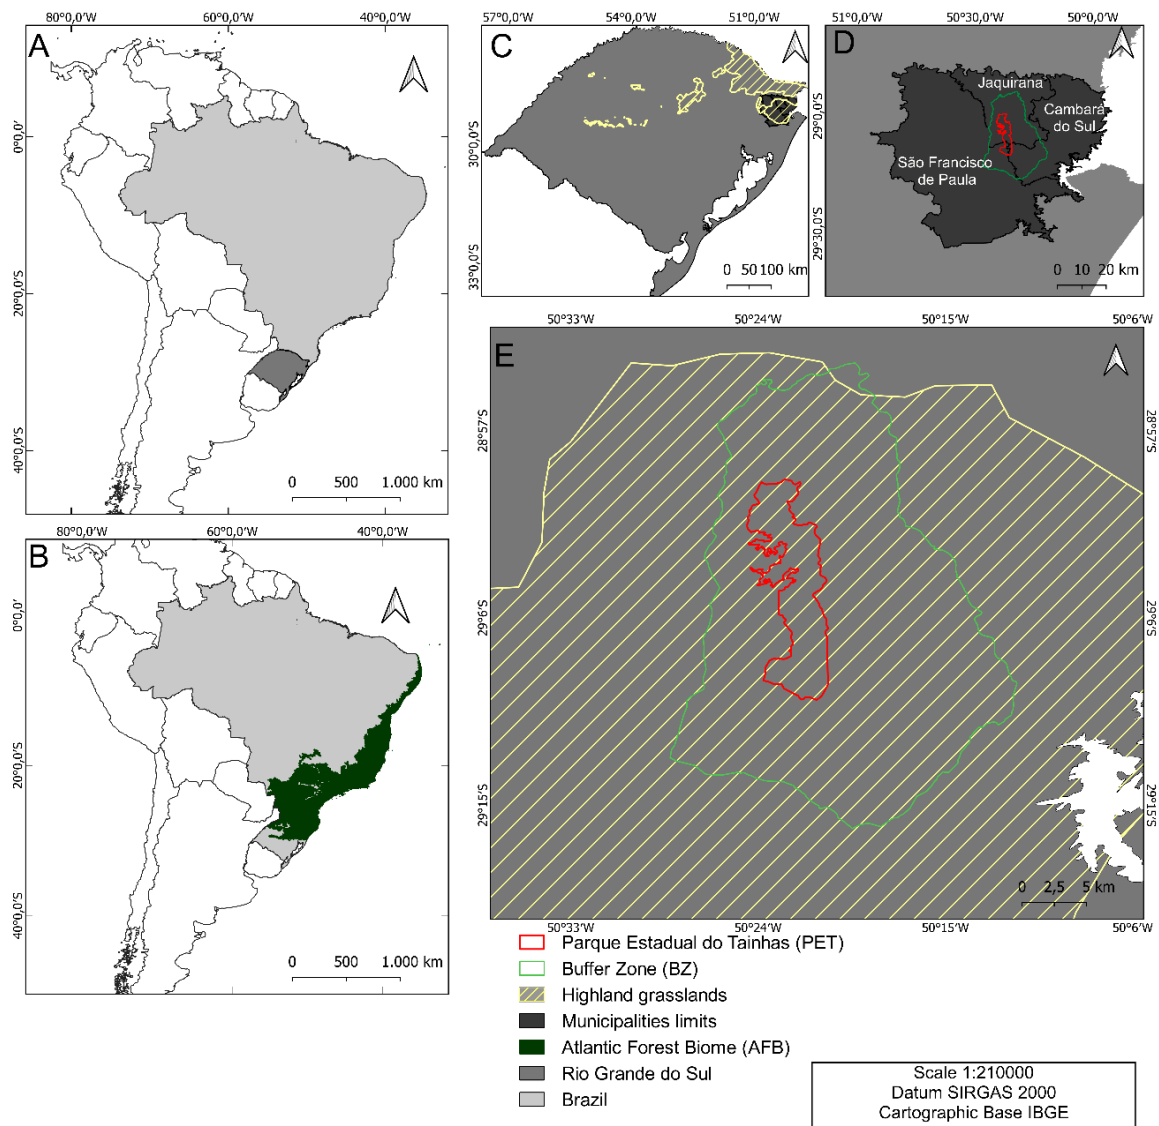 A
80°0,0'W 60°0,0'W 40°0,0'W
0°0,0'
20°0,0'S
40°0,0'S
0 500 1.000 km
80°0,0'W 60°0,0'W 40°0,0'W
B
0°0,0'
20°0,0'S
40°0,0'S
0 500 1.000 km
57°0,0'W 54°0,0'W 51°0,0'W
C
30°0,0'S
33°0,0'S
0 50 100 km
51°0,0'W 50°30,0'W 50°0,0'W
D
29°0,0'S
29°30,0'S
Jaquirana
Cambará
do Sul
São Francisco
de Paula
0 10 20 km
50°33'W 50°24'W 50°15'W 50°6'W
E
28°57'S 28°57'S
29°6'S 29°6'S
29°15'S 29°15'S
0 2,5 5 km
50°33'W 50°24'W 50°15'W 50°6'W
Parque Estadual do Tainhas (PET)
Buffer Zone (BZ)
Highland grasslands
Municipalities limits
Atlantic Forest Biome (AFB)
Rio Grande do Sul
Brazil
Scale 1:210000
Datum SIRGAS 2000
Cartographic Base IBGE